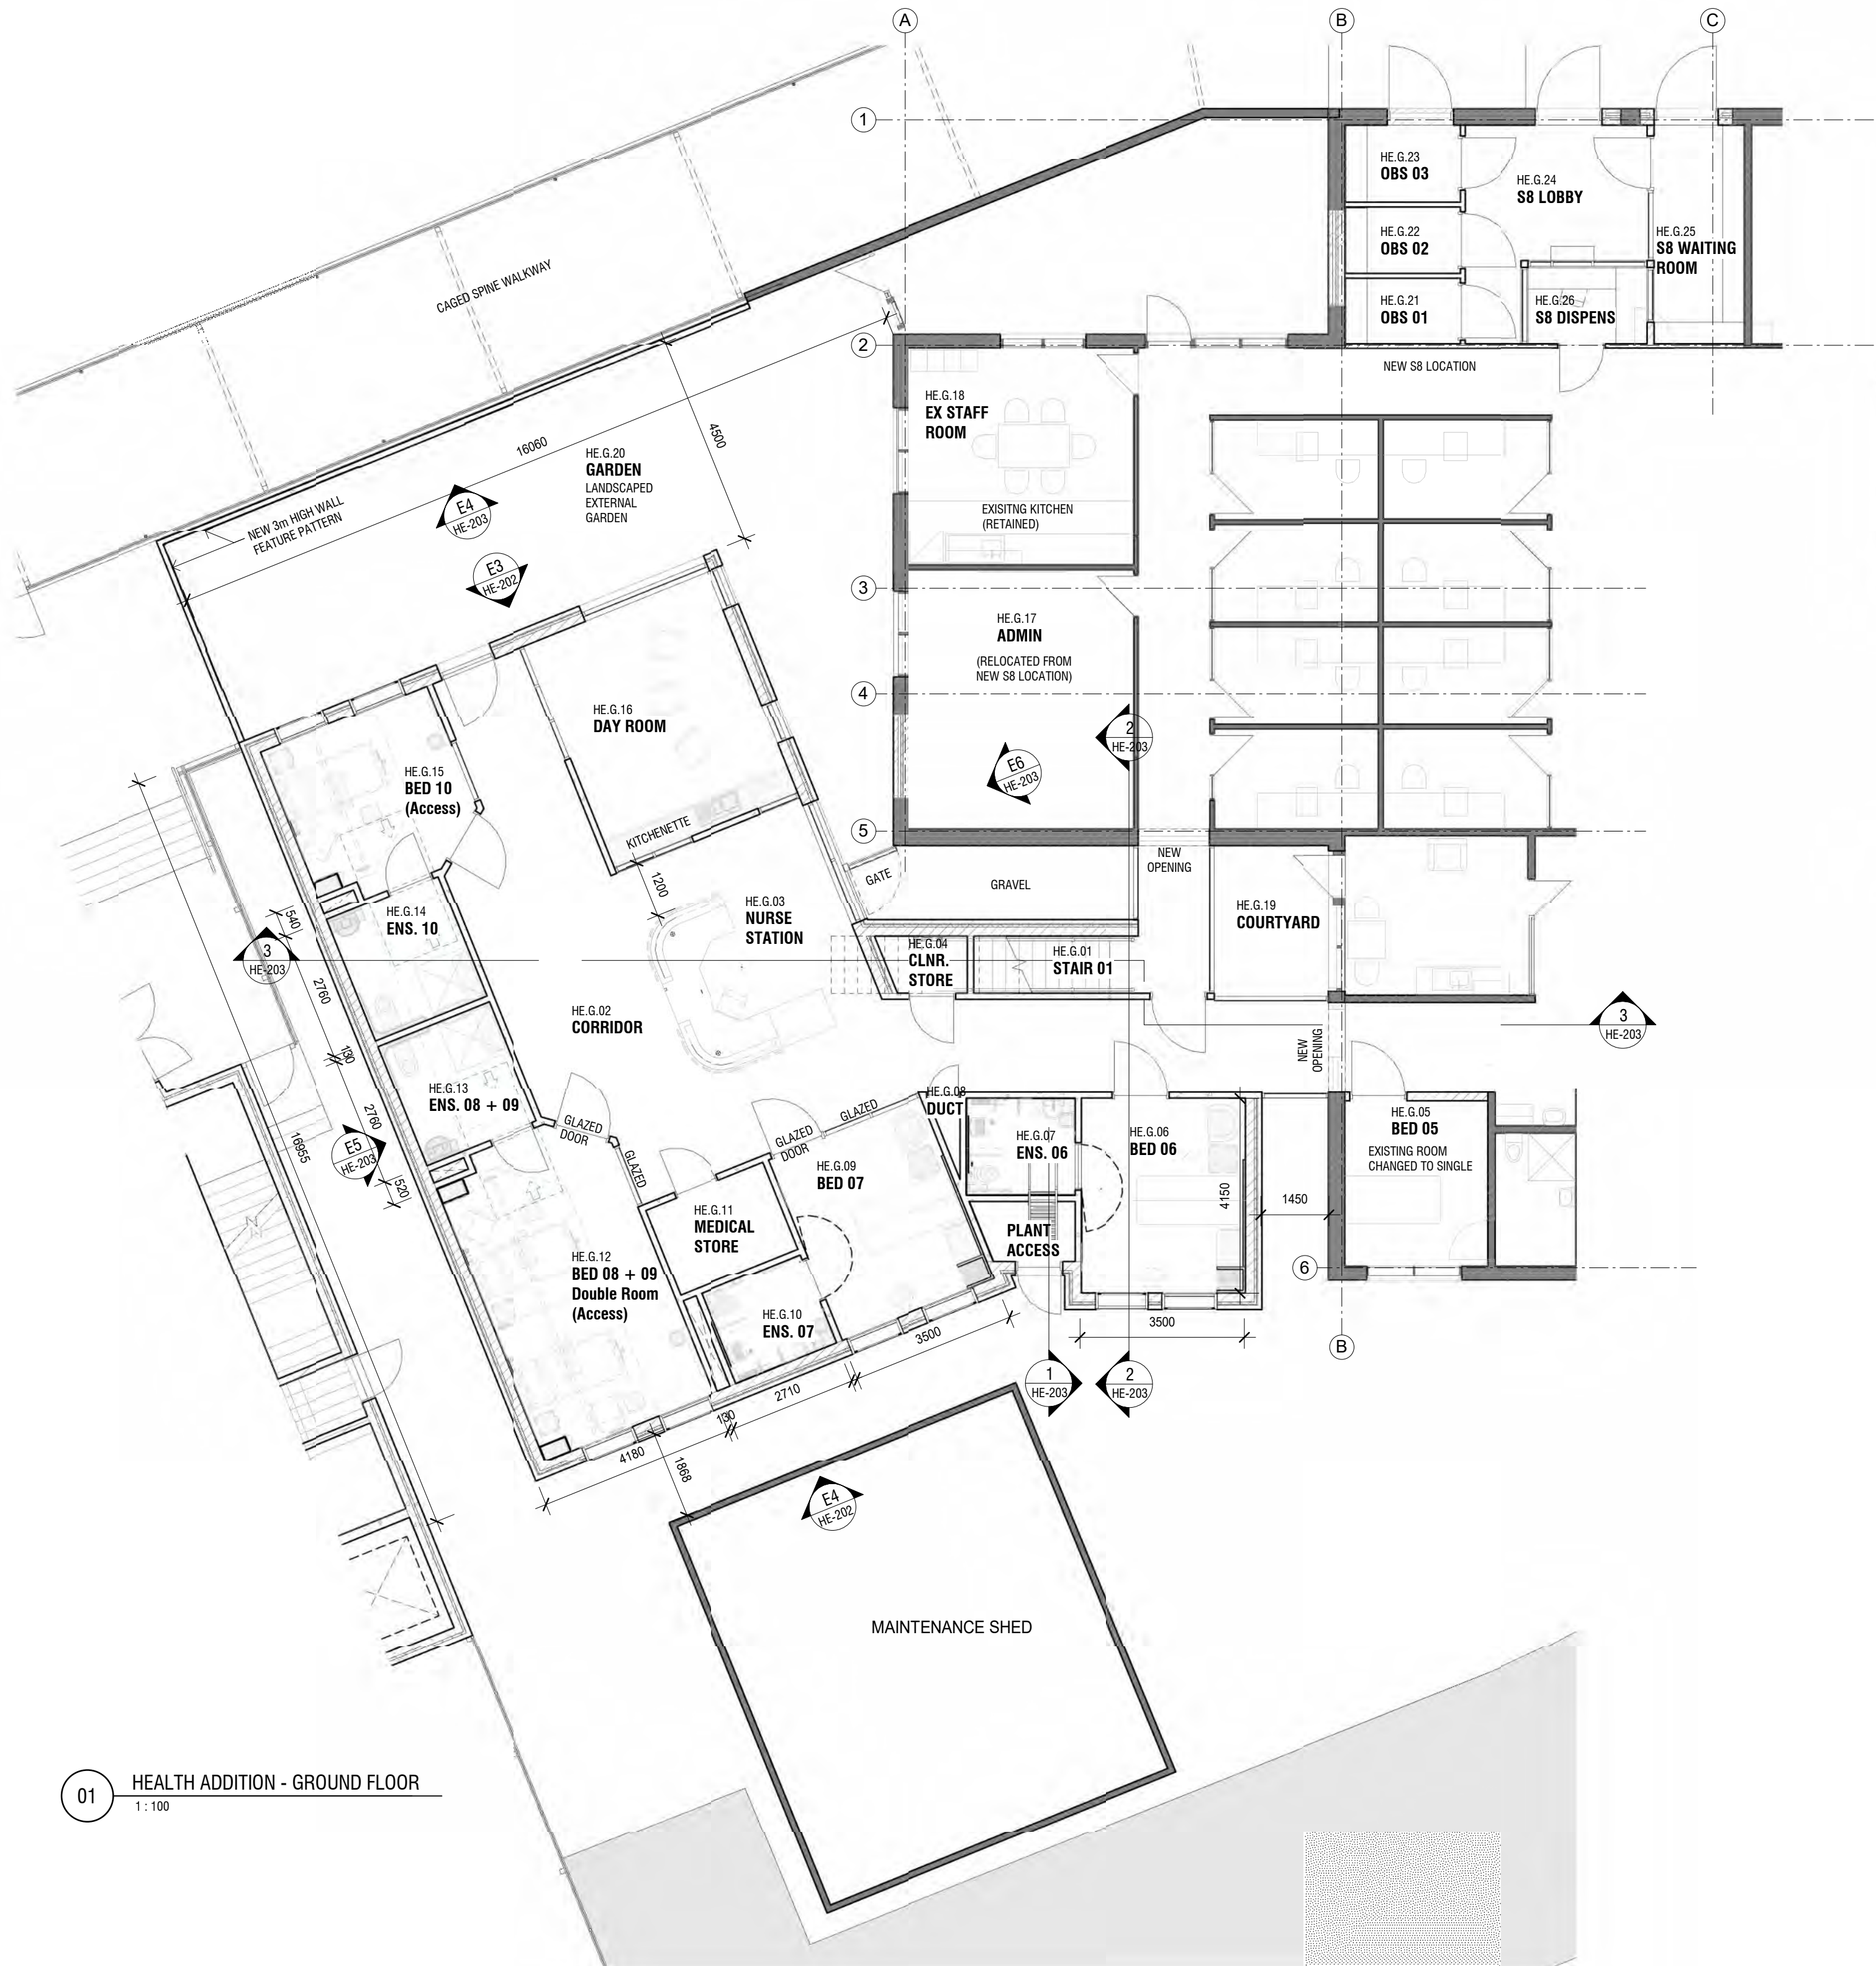 A
B
C
1
HE.G.23
OBS 03
HE.G.24
S8 LOBBY
HE.G.22
OBS 02
HE.G.25
S8 WAITING
ROOM
HE.G.21
OBS 01
HE.G.26
S8 DISPENS
CAGED SPINE WALKWAY
2
NEW S8 LOCATION
HE.G.18
EX STAFF
ROOM
EXISITNG KITCHEN
(RETAINED)
16060
4500
HE.G.20
GARDEN
LANDSCAPED
EXTERNAL
GARDEN
NEW 3m HIGH WALL
FEATURE PATTERN
E4
HE-203
E3
HE-202
3
HE.G.17
ADMIN
(RELOCATED FROM
NEW S8 LOCATION)
4
2
HE-203
E6
HE-203
HE.G.16
DAY ROOM
HE.G.15
BED 10
(Access)
KITCHENETTE
5
NEW
OPENING
GATE
GRAVEL
1200
HE.G.03
NURSE
STATION
HE.G.19
COURTYARD
HE.G.14
ENS. 10
540
3
HE-203
HE.G.04
CLNR.
STORE
HE.G.01
STAIR 01
2760
HE.G.02
CORRIDOR
3
HE-203
NEW
OPENING
130
HE.G.13
ENS. 08 + 09
GLAZED
DOOR
GLAZED
HE.G.08
DUCT
GLAZED
DOOR
GLAZED
2760
16955
E5
HE-203
520
HE.G.07
ENS. 06
HE.G.06
BED 06
HE.G.05
BED 05
EXISTING ROOM
CHANGED TO SINGLE
HE.G.09
BED 07
4150
1450
HE.G.11
MEDICAL
STORE
PLANT
ACCESS
HE.G.12
BED 08 + 09
Double Room
(Access)
6
HE.G.10
ENS. 07
3500
3500
B
2710
130
4180
1868
1
HE-203
2
HE-203
E4
HE-202
MAINTENANCE SHED
01
HEALTH ADDITION - GROUND FLOOR
1 : 100